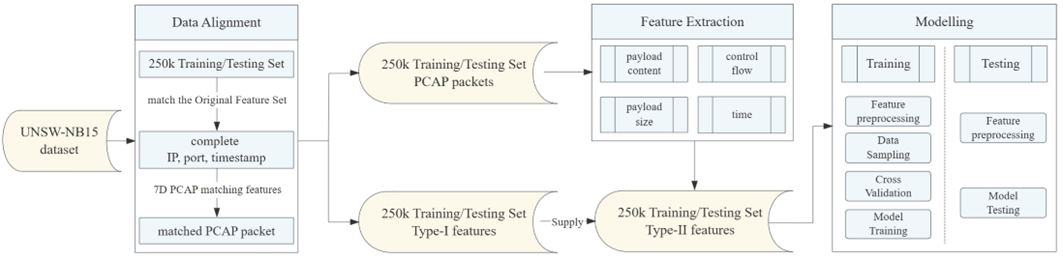 UNSW-NB15
dataset
Data Alignment
250k Training/Testing Set
match the Original Feature Set
complete
IP, port, timestamp
7D PCAP matching features
matched PCAP packet
250k Training/Testing Set
PCAP packets
250k Training/Testing Set
Type-I features
Supply
Feature Extraction
payload
content
control
flow
payload
size
time
250k Training/Testing Set
Type-II features
Modelling
Training
Feature
preprocessing
Data
Sampling
Cross
Validation
Model
Training
Testing
Feature
preprocessing
Model
Testing